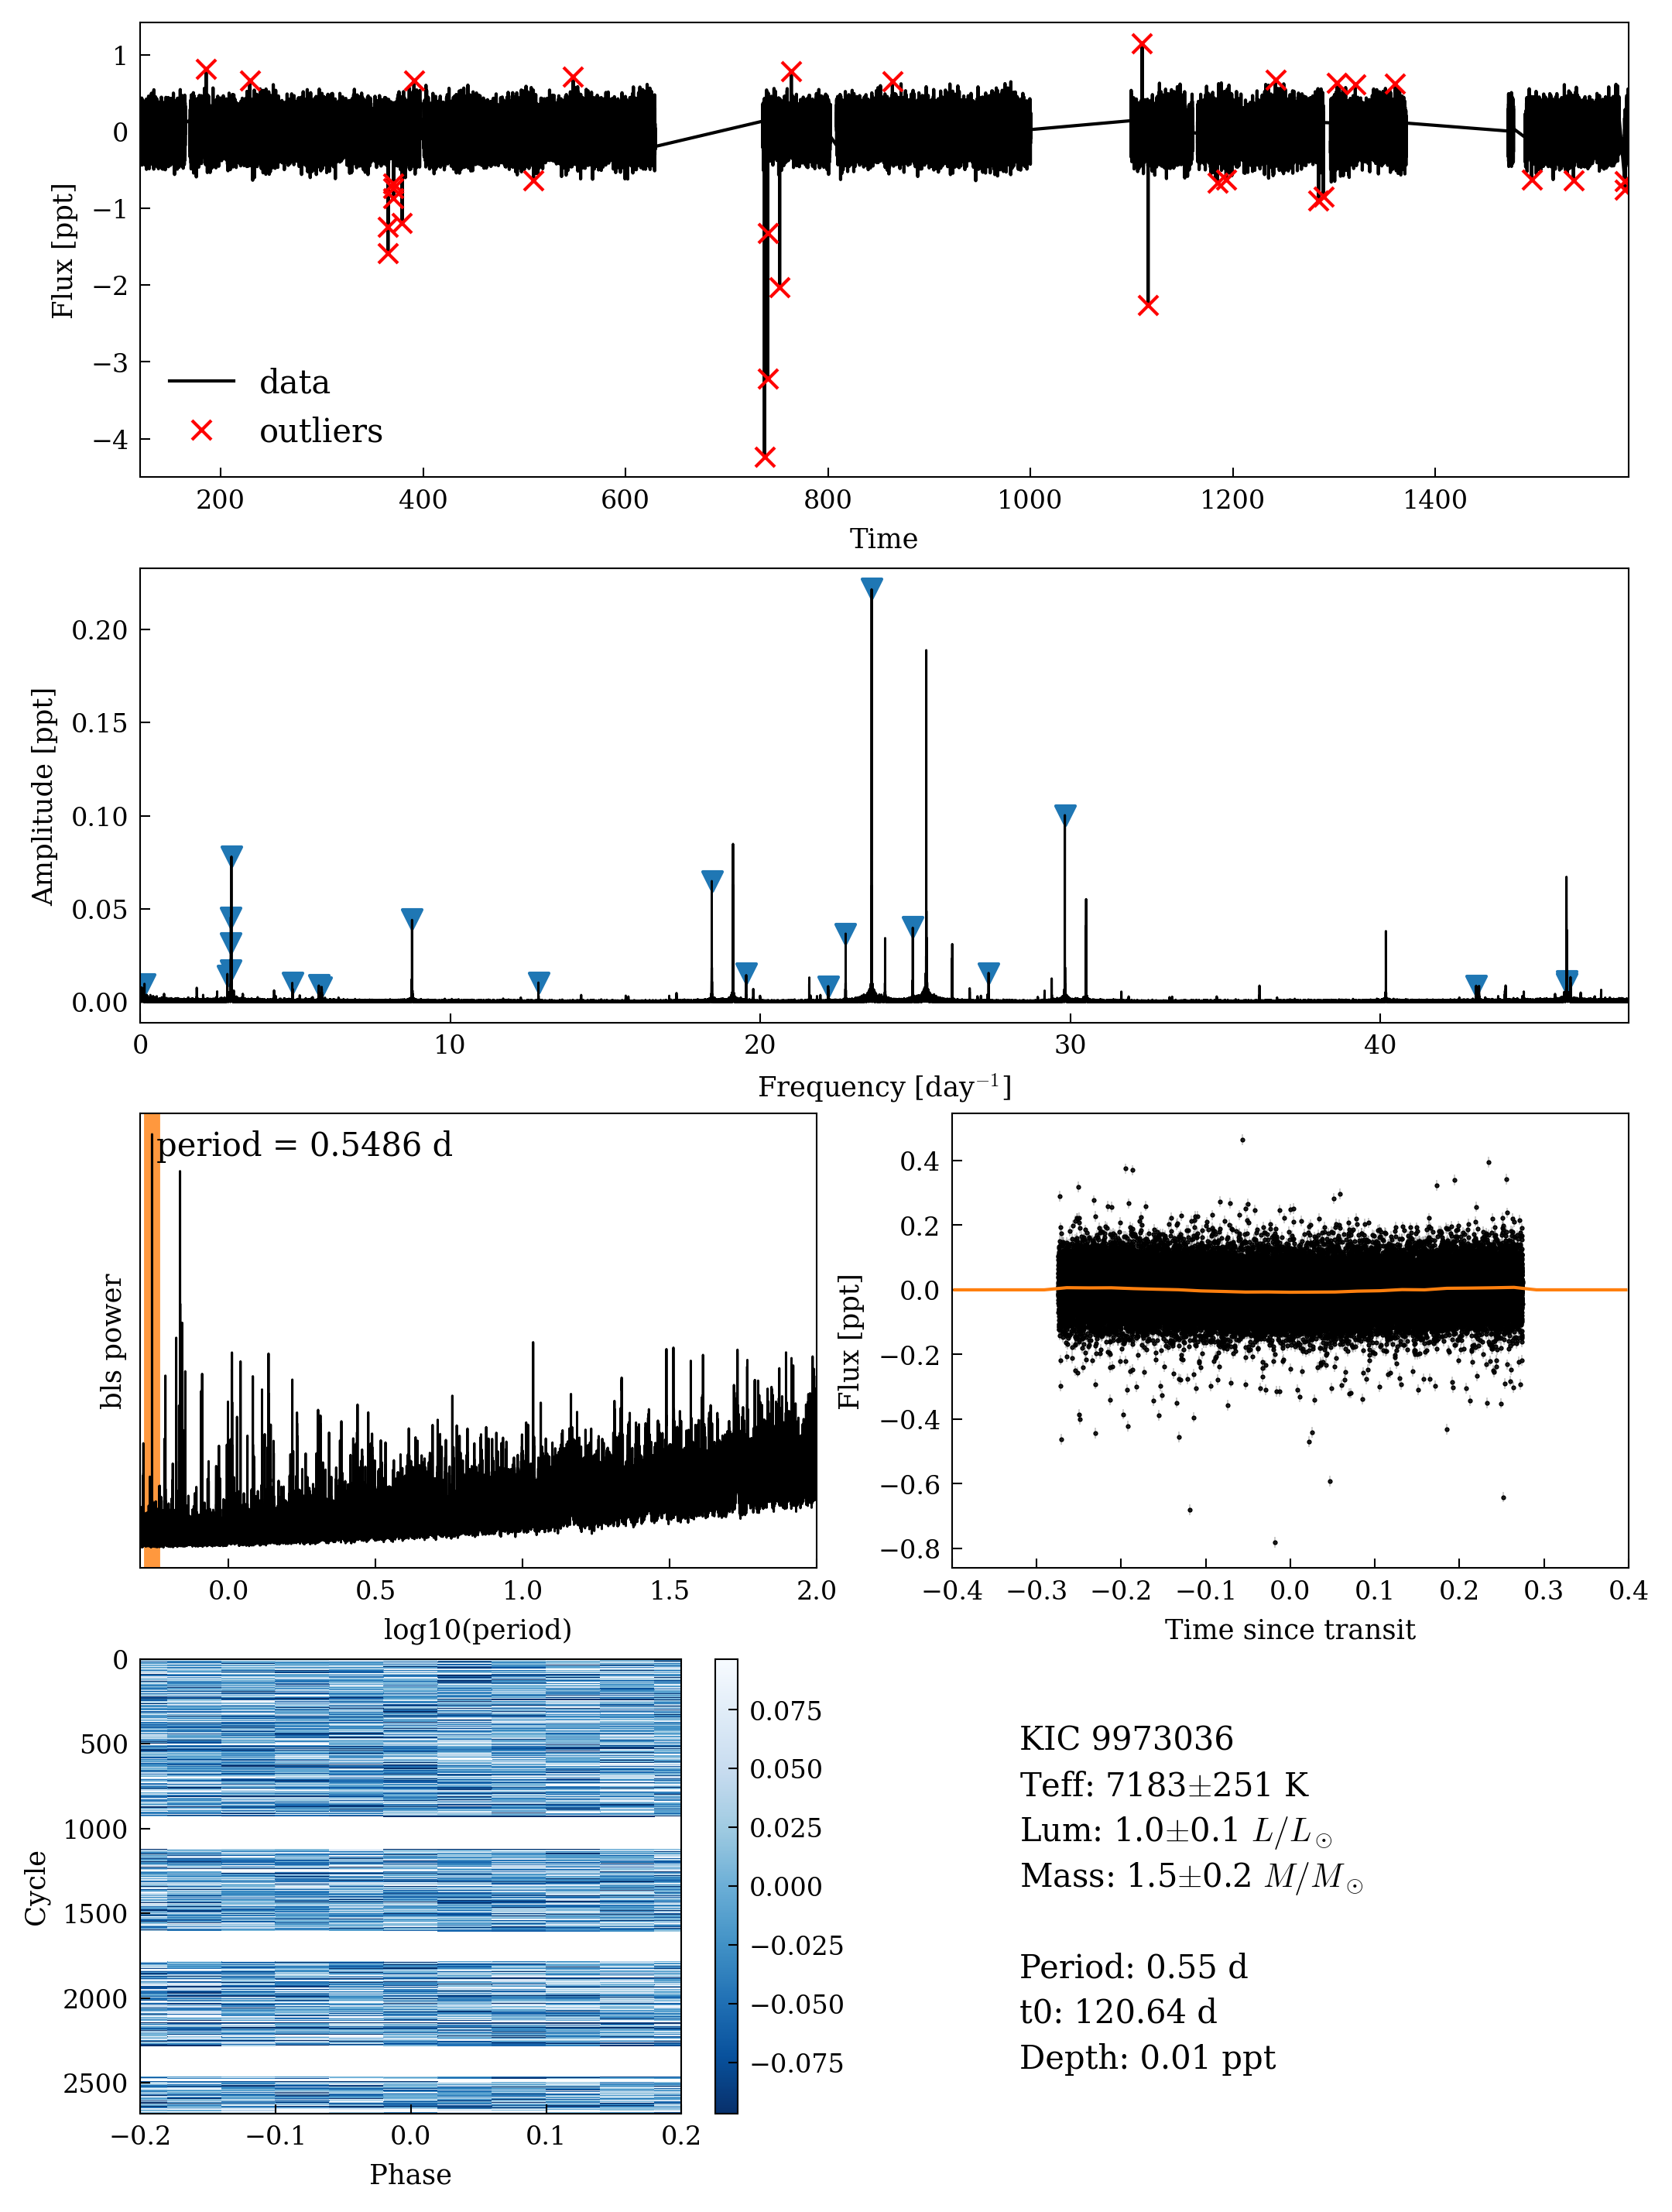 1
0
−1
−2
−3
−4
Flux [ppt]
data
outliers
200 400 600 800 1000 1200 1400
Time
0.20
0.15
0.10
0.05
0.00
Amplitude [ppt]
0 10 20 30 40
Frequency [day⁻¹]
period = 0.5486 d
bls power
0.0 0.5 1.0 1.5 2.0
log10(period)
0.4
0.2
0.0
−0.2
−0.4
−0.6
−0.8
Flux [ppt]
−0.4 −0.3 −0.2 −0.1 0.0 0.1 0.2 0.3 0.4
Time since transit
0
500
1000
1500
2000
2500
Cycle
−0.2 −0.1 0.0 0.1 0.2
Phase
0.075
0.050
0.025
0.000
−0.025
−0.050
−0.075
KIC 9973036
Teff: 7183±251 K
Lum: 1.0±0.1 L/L⊙
Mass: 1.5±0.2 M/M⊙
Period: 0.55 d
t0: 120.64 d
Depth: 0.01 ppt